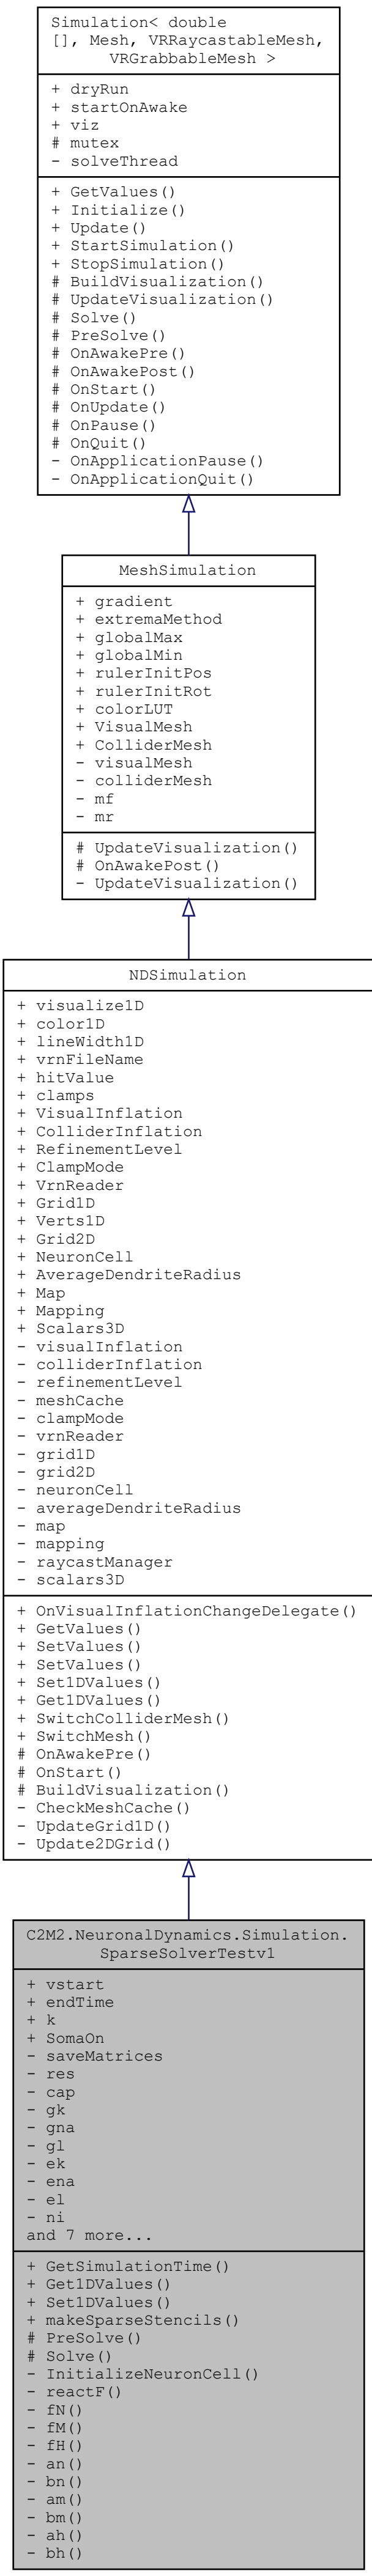 Simulation< double
[], Mesh, VRRaycastableMesh,
VRGrabbableMesh >
+ dryRun
+ startOnAwake
+ viz
# mutex
- solveThread
+ GetValues()
+ Initialize()
+ Update()
+ StartSimulation()
+ StopSimulation()
# BuildVisualization()
# UpdateVisualization()
# Solve()
# PreSolve()
# OnAwakePre()
# OnAwakePost()
# OnStart()
# OnUpdate()
# OnPause()
# OnQuit()
- OnApplicationPause()
- OnApplicationQuit()
MeshSimulation
+ gradient
+ extremaMethod
+ globalMax
+ globalMin
+ rulerInitPos
+ rulerInitRot
+ colorLUT
+ VisualMesh
+ ColliderMesh
- visualMesh
- colliderMesh
- mf
- mr
# UpdateVisualization()
# OnAwakePost()
- UpdateVisualization()
NDSimulation
+ visualize1D
+ color1D
+ lineWidth1D
+ vrnFileName
+ hitValue
+ clamps
+ VisualInflation
+ ColliderInflation
+ RefinementLevel
+ ClampMode
+ VrnReader
+ Grid1D
+ Verts1D
+ Grid2D
+ NeuronCell
+ AverageDendriteRadius
+ Map
+ Mapping
+ Scalars3D
- visualInflation
- colliderInflation
- refinementLevel
- meshCache
- clampMode
- vrnReader
- grid1D
- grid2D
- neuronCell
- averageDendriteRadius
- map
- mapping
- raycastManager
- scalars3D
+ OnVisualInflationChangeDelegate()
+ GetValues()
+ SetValues()
+ SetValues()
+ Set1DValues()
+ Get1DValues()
+ SwitchColliderMesh()
+ SwitchMesh()
# OnAwakePre()
# OnStart()
# BuildVisualization()
- CheckMeshCache()
- UpdateGrid1D()
- Update2DGrid()
C2M2.NeuronalDynamics.Simulation.
SparseSolverTestv1
+ vstart
+ endTime
+ k
+ SomaOn
- saveMatrices
- res
- cap
- gk
- gna
- gl
- ek
- ena
- el
- ni
and 7 more...
+ GetSimulationTime()
+ Get1DValues()
+ Set1DValues()
+ makeSparseStencils()
# PreSolve()
# Solve()
- InitializeNeuronCell()
- reactF()
- fN()
- fM()
- fH()
- an()
- bn()
- am()
- bm()
- ah()
- bh()